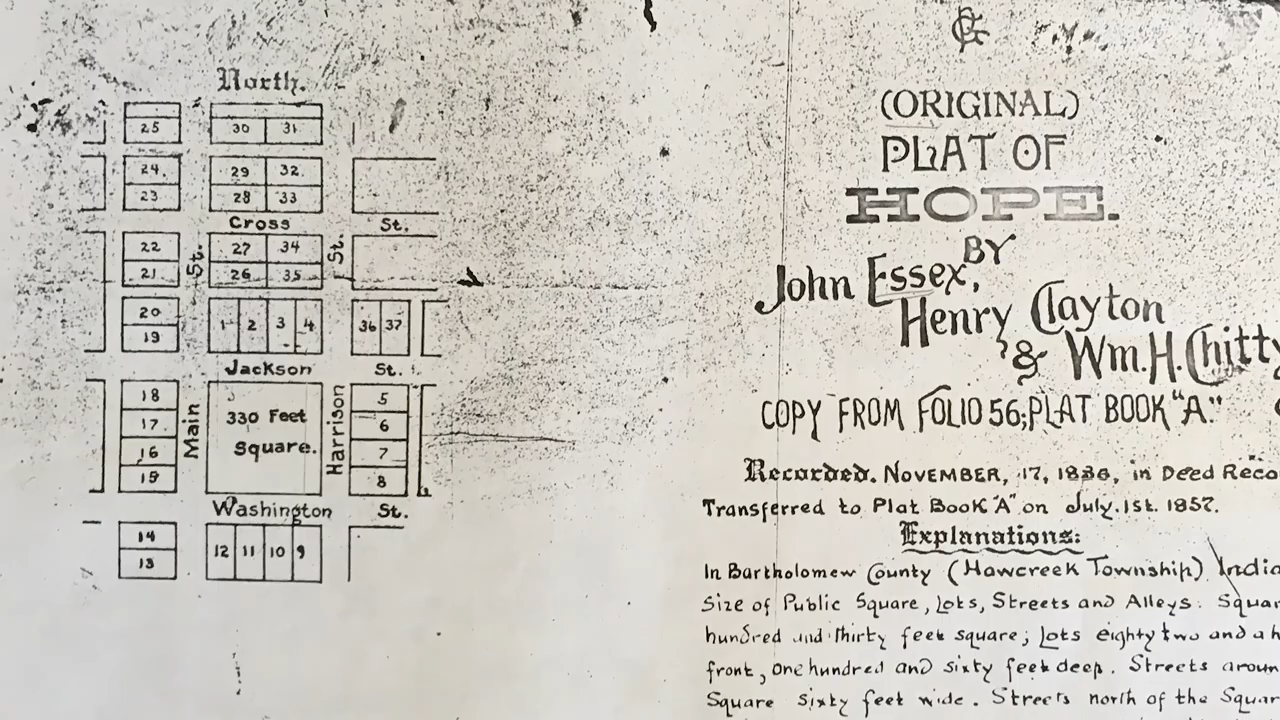 North.
25 30 31
24. 29 32.
23 28 33
Cross St.
22 27 34
21 26 35
St. St.
20 1 2 3 4 36 37
19
Jackson St.
18 5
17. 330 Feet 6
16 Square. 7
15 8
Main
Harrison
Washington St.
14 12 11 10 9
13
(ORIGINAL)
PLAT OF
HOPE.
BY
John Essex,
Henry Clayton
& Wm. H. Chitty
COPY FROM FOLIO 56; PLAT BOOK "A."
Recorded. NOVEMBER, 17, 1836, in Deed Reco
Transferred to Plat Book "A" on July. 1st. 1857.
Explanations:
In Bartholomew County (Hawcreek Township) India
Size of Public Square, Lots, Streets and Alleys: Squar
hundred and thirty feet square; Lots eighty two and a h
front, one hundred and sixty feet deep. Streets aroun
Square sixty feet wide. Streets north of the Squar